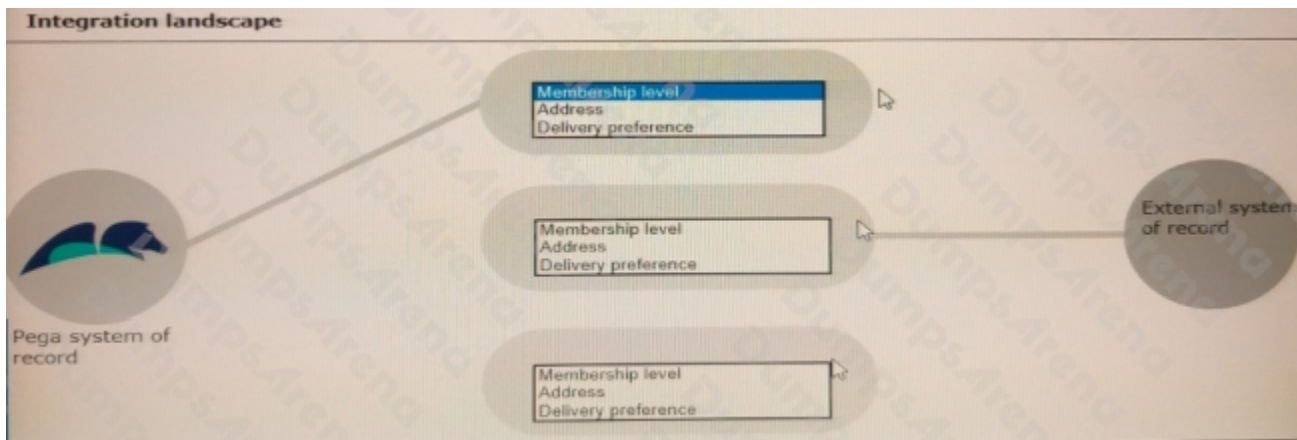 Integration landscape
Membership level
Address
Delivery preference
Membership level
Address
Delivery preference
External system
of record
Pega system of
record
Membership level
Address
Delivery preference
DumpsArena